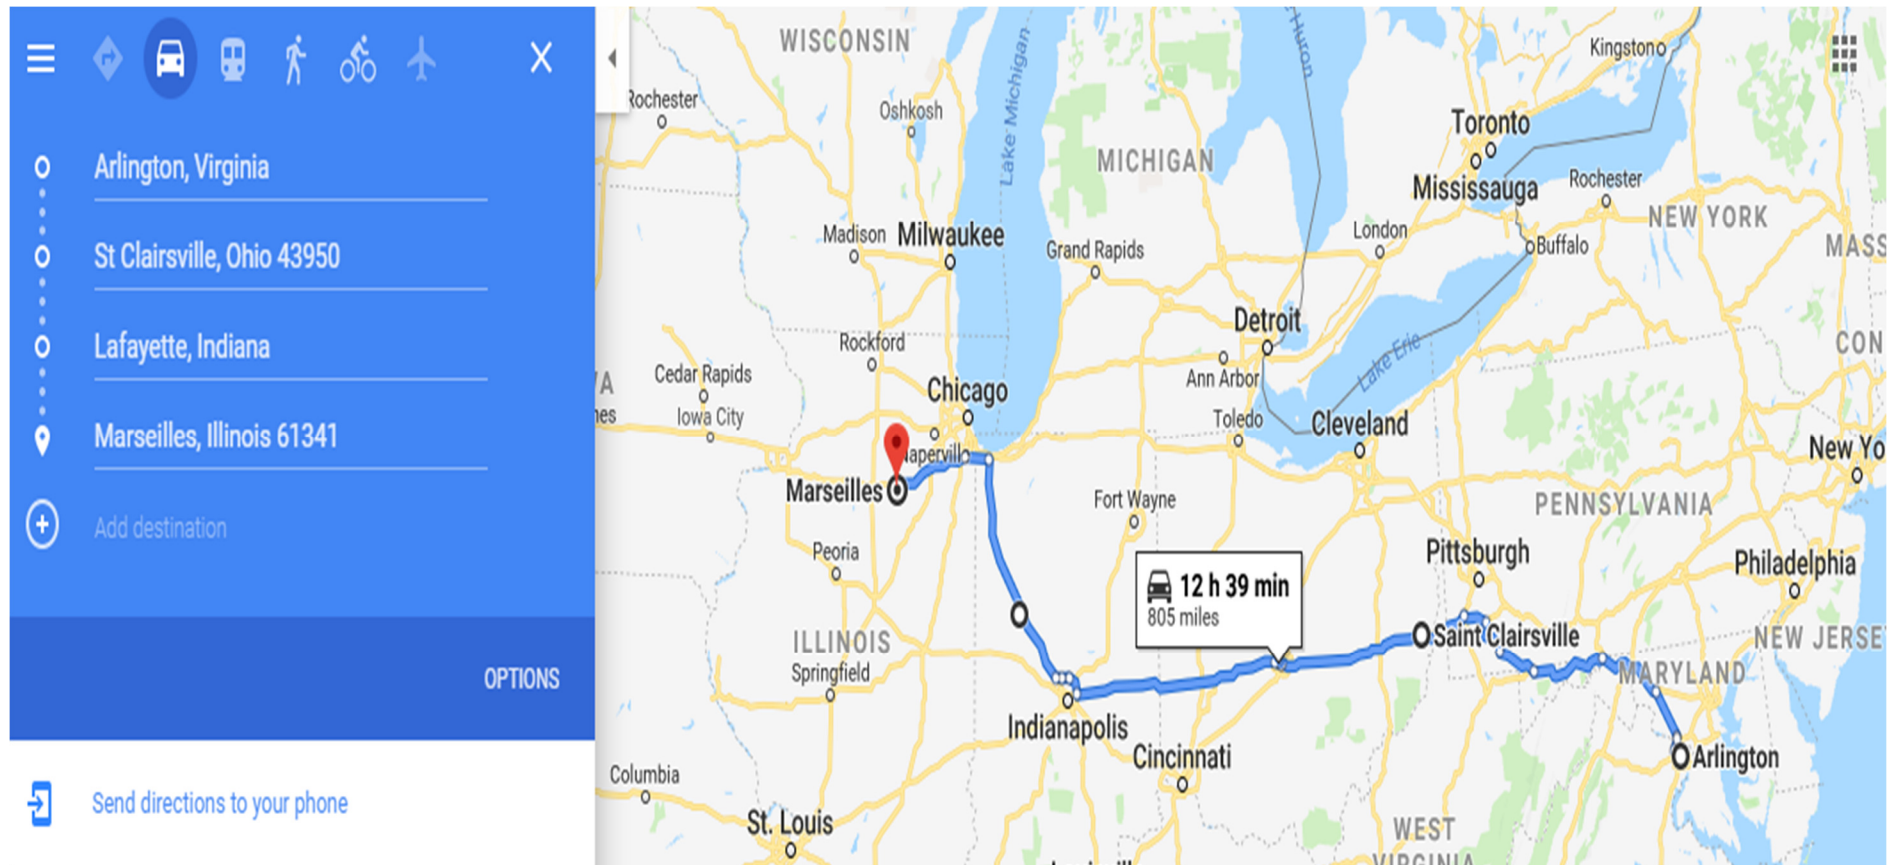 Arlington, Virginia
St Clairsville, Ohio 43950
Lafayette, Indiana
Marseilles, Illinois 61341
Add destination
OPTIONS
Send directions to your phone
WISCONSIN
Rochester
Oshkosh
Lake Michigan
Huron
Kingston
Toronto
MICHIGAN
Mississauga
Rochester
NEW YORK
MASS
Madison
Milwaukee
Grand Rapids
London
Buffalo
Detroit
Rockford
Lake Erie
CON
Cedar Rapids
Ann Arbor
Chicago
Iowa City
Toledo
Cleveland
New Yo
Napervill
Marseilles
Fort Wayne
PENNSYLVANIA
Peoria
Pittsburgh
Philadelphia
12 h 39 min
805 miles
ILLINOIS
Saint Clairsville
NEW JERSE
Springfield
MARYLAND
Indianapolis
Cincinnati
Arlington
Columbia
St. Louis
WEST
VIRGINIA